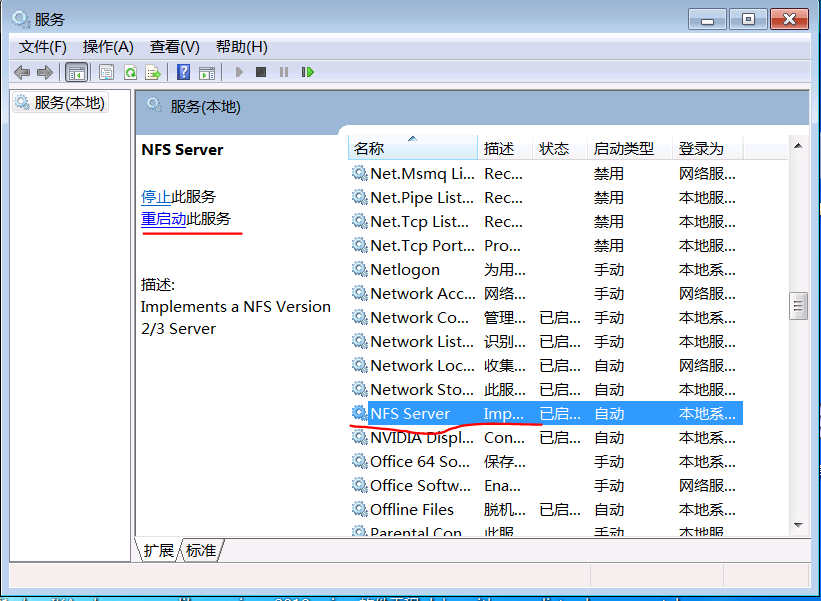 服务
文件(F) 操作(A) 查看(V) 帮助(H)
服务(本地)
服务(本地)
NFS Server
停止此服务
重启动此服务
描述:
Implements a NFS Version
2/3 Server
名称 描述 状态 启动类型 登录为
Net.Msmq Li... Rec... 禁用 网络服...
Net.Pipe List... Rec... 禁用 本地服...
Net.Tcp List... Rec... 禁用 本地服...
Net.Tcp Port... Pro... 禁用 本地服...
Netlogon 为用... 手动 本地系...
Network Acc... 网络... 手动 网络服...
Network Co... 管理... 已启... 手动 本地系...
Network List... 识别... 已启... 手动 本地服...
Network Loc... 收集... 已启... 自动 网络服...
Network Sto... 此服... 已启... 自动 本地服...
NFS Server Imp... 已启... 自动 本地系...
NVIDIA Displ... Con... 已启... 自动 本地系...
Office 64 So... 保存... 手动 本地系...
Office Softw... Ena... 手动 网络服...
Offline Files 脱机... 已启... 自动 本地系...
Parental Con... 此服... 手动 本地服...
扩展 标准